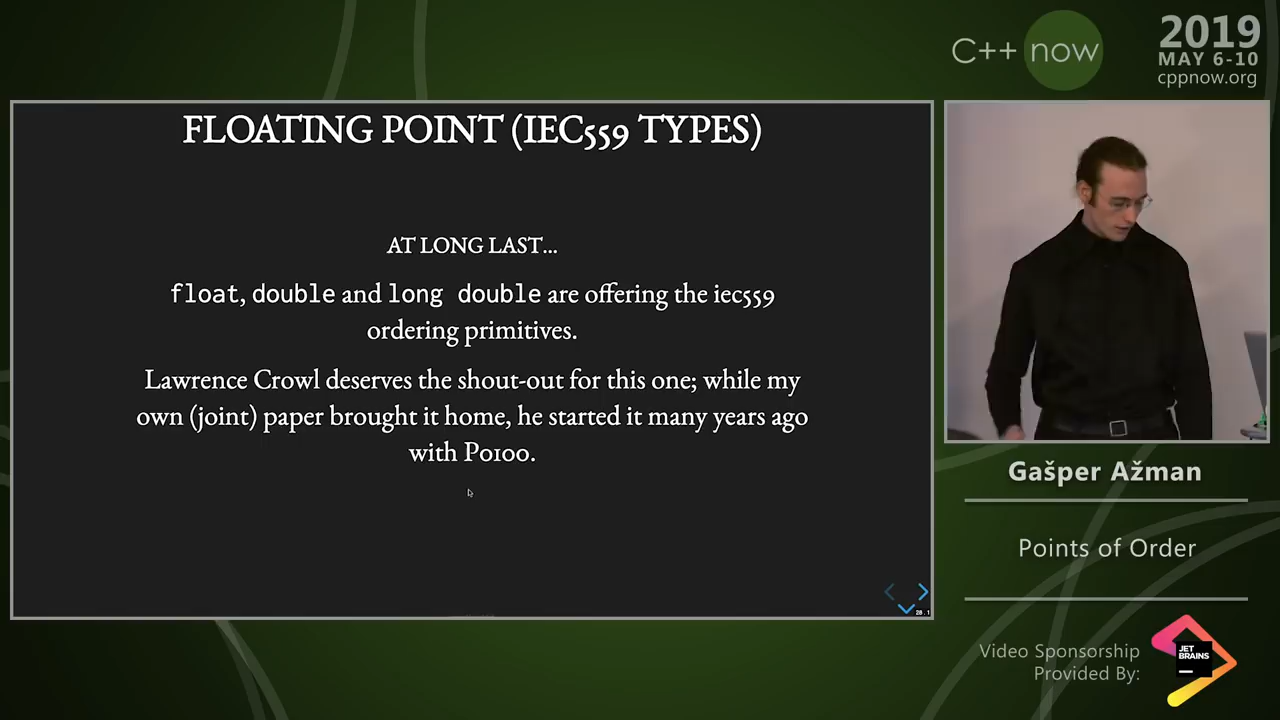 C++ now
2019
MAY 6-10
cppnow.org
FLOATING POINT (IEC559 TYPES)
AT LONG LAST...
float, double and long double are offering the iec559
ordering primitives.
Lawrence Crowl deserves the shout-out for this one; while my
own (joint) paper brought it home, he started it many years ago
with P0100.
28.1
Gašper Ažman
Points of Order
Video Sponsorship
Provided By:
JET
BRAINS